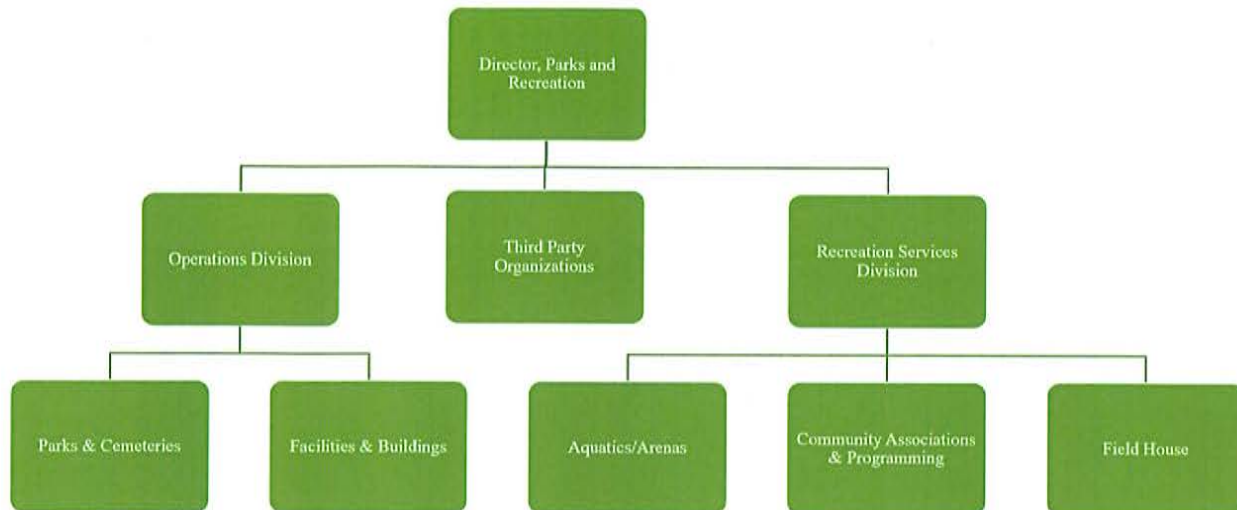 Director, Parks and
Recreation
Operations Division
Third Party
Organizations
Recreation Services
Division
Parks & Cemeteries
Facilities & Buildings
Aquatics/Arenas
Community Associations
& Programming
Field House